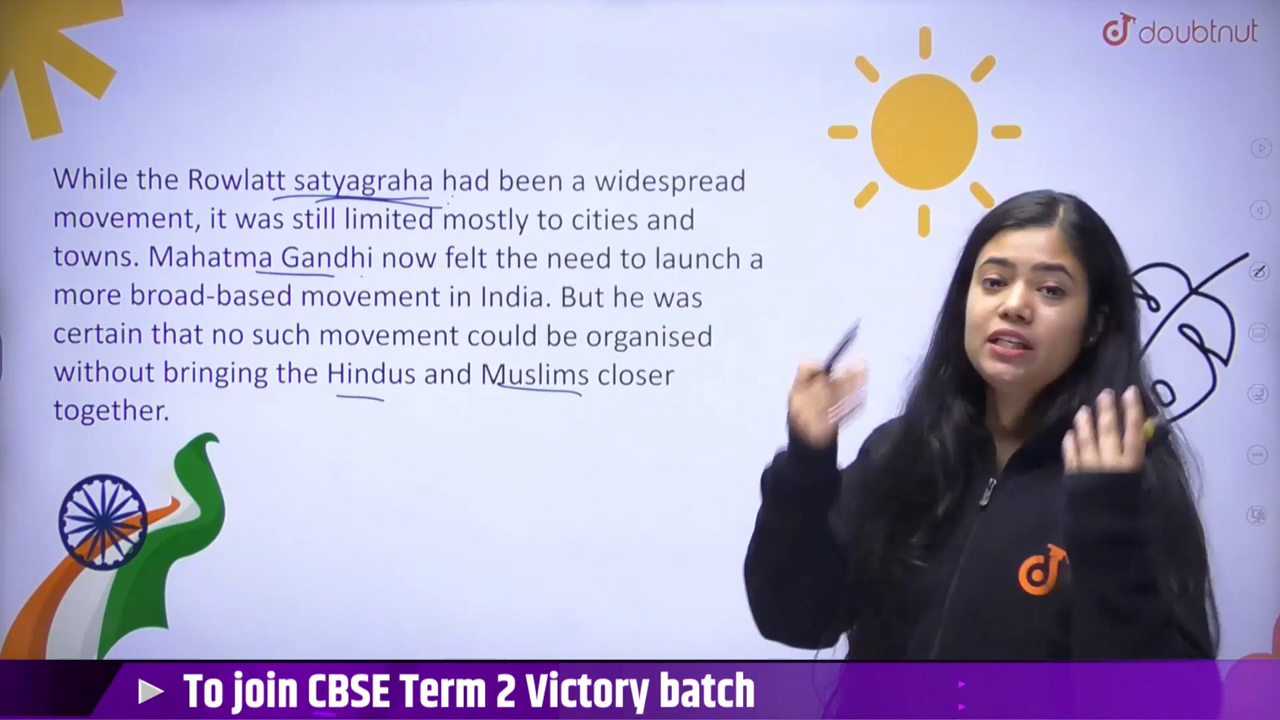 doubtnut
While the Rowlatt satyagraha had been a widespread
movement, it was still limited mostly to cities and
towns. Mahatma Gandhi now felt the need to launch a
more broad-based movement in India. But he was
certain that no such movement could be organised
without bringing the Hindus and Muslims closer
together.
To join CBSE Term 2 Victory batch